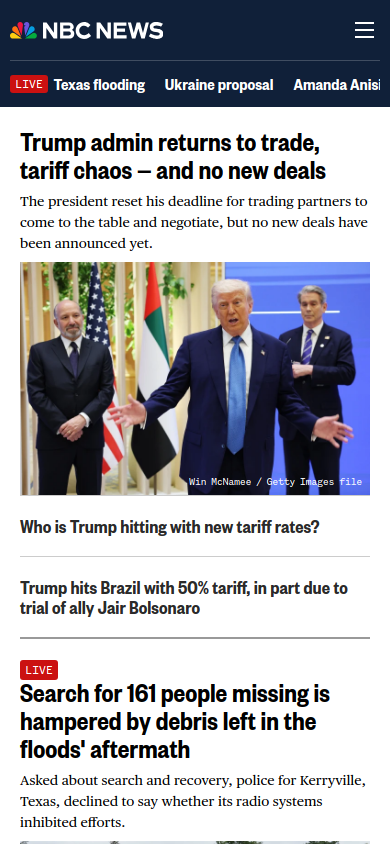 NBC NEWS
LIVE Texas flooding Ukraine proposal Amanda Anisi
Trump admin returns to trade,
tariff chaos — and no new deals
The president reset his deadline for trading partners to
come to the table and negotiate, but no new deals have
been announced yet.
Win McNamee / Getty Images file
Who is Trump hitting with new tariff rates?
Trump hits Brazil with 50% tariff, in part due to
trial of ally Jair Bolsonaro
LIVE
Search for 161 people missing is
hampered by debris left in the
floods' aftermath
Asked about search and recovery, police for Kerryville,
Texas, declined to say whether its radio systems
inhibited efforts.